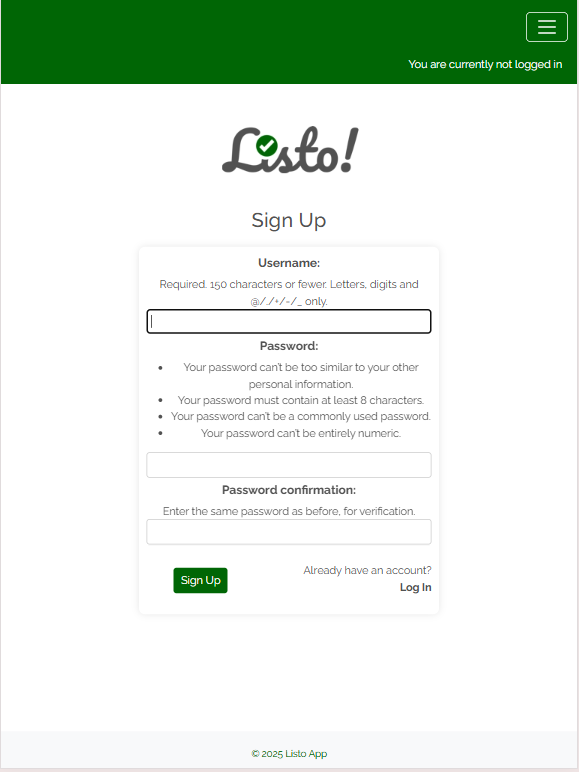 You are currently not logged in
Listo!
Sign Up
Username:
Required. 150 characters or fewer. Letters, digits and
@/./+/-/_ only.
Password:
Your password can't be too similar to your other
personal information.
Your password must contain at least 8 characters.
Your password can't be a commonly used password.
Your password can't be entirely numeric.
Password confirmation:
Enter the same password as before, for verification.
Sign Up
Already have an account?
Log In
© 2025 Listo App